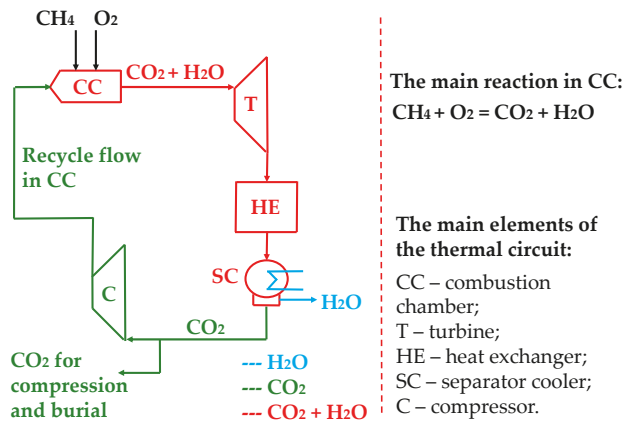 CH4 O2
CC
CO2 + H2O
T
Recycle flow
in CC
HE
SC
C
H2O
CO2
CO2 for
compression
and burial
--- H2O
--- CO2
--- CO2 + H2O
The main reaction in CC:
CH4 + O2 = CO2 + H2O
The main elements of
the thermal circuit:
CC – combustion
chamber;
T – turbine;
HE – heat exchanger;
SC – separator cooler;
C – compressor.